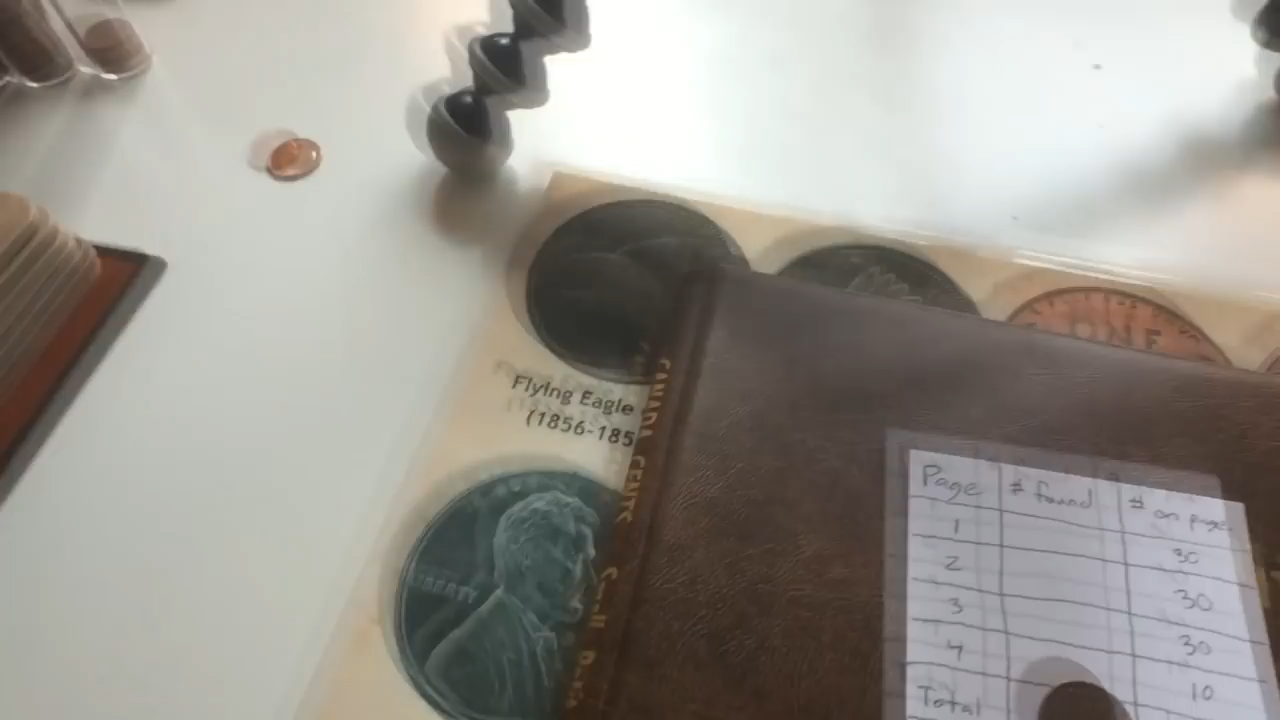 ONE
Flying Eagle
(1856-185
LIBERTY
CANADA CENTS
Page # found # on page
1 30
2 30
3 30
4 10
Total